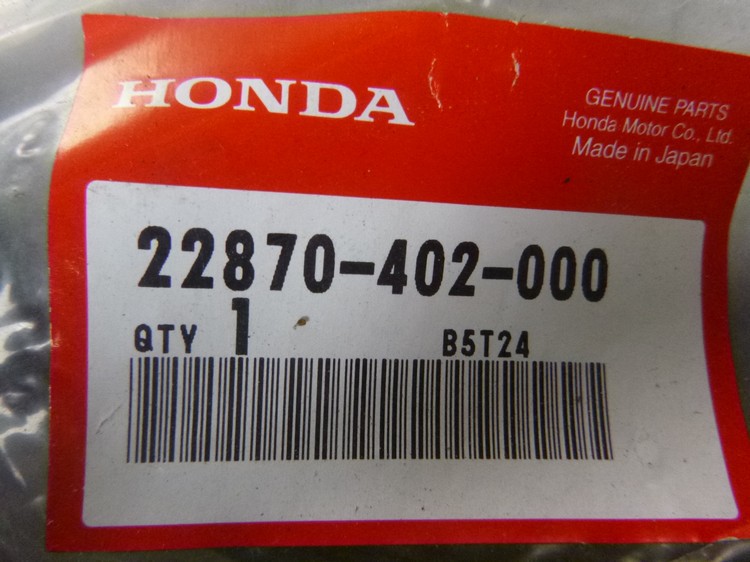 HONDA
GENUINE PARTS
Honda Motor Co., Ltd.
Made in Japan
22870-402-000
QTY 1 B5T24